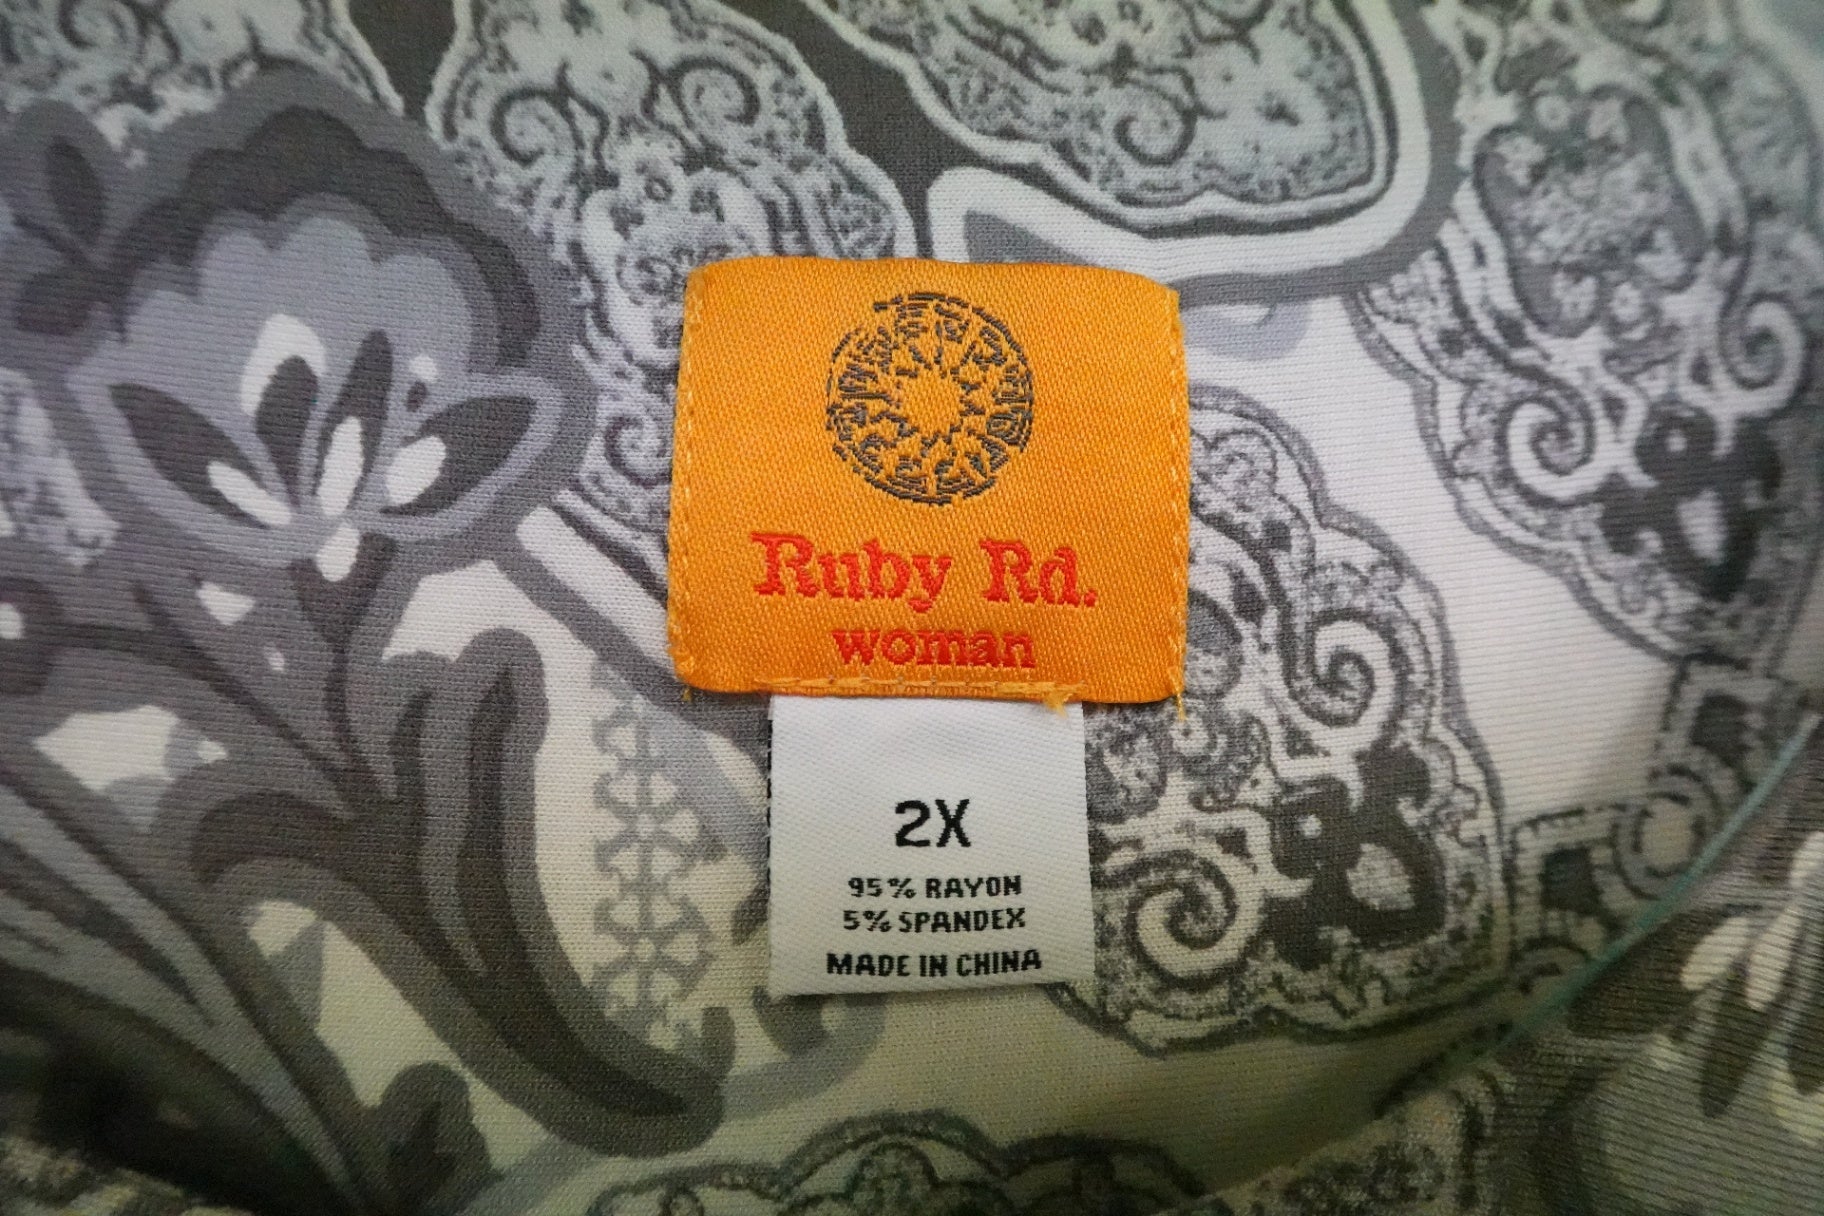 Ruby Rd.
woman
2X
95% RAYON
5% SPANDEX
MADE IN CHINA